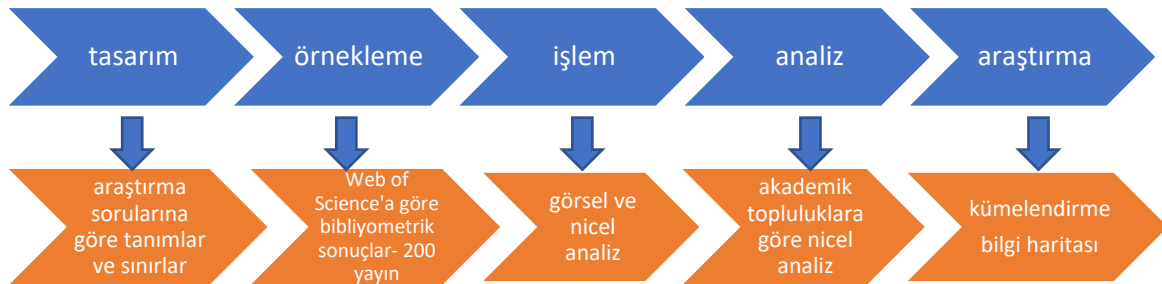 tasarım
örnekleme
işlem
analiz
araştırma
araştırma
sorularına
göre tanımlar
ve sınırlar
Web of
Science'a göre
bibliyometrik
sonuçlar- 200
yayın
görsel ve
nicel
analiz
akademik
topluluklara
göre nicel
analiz
kümelendirme
bilgi haritası